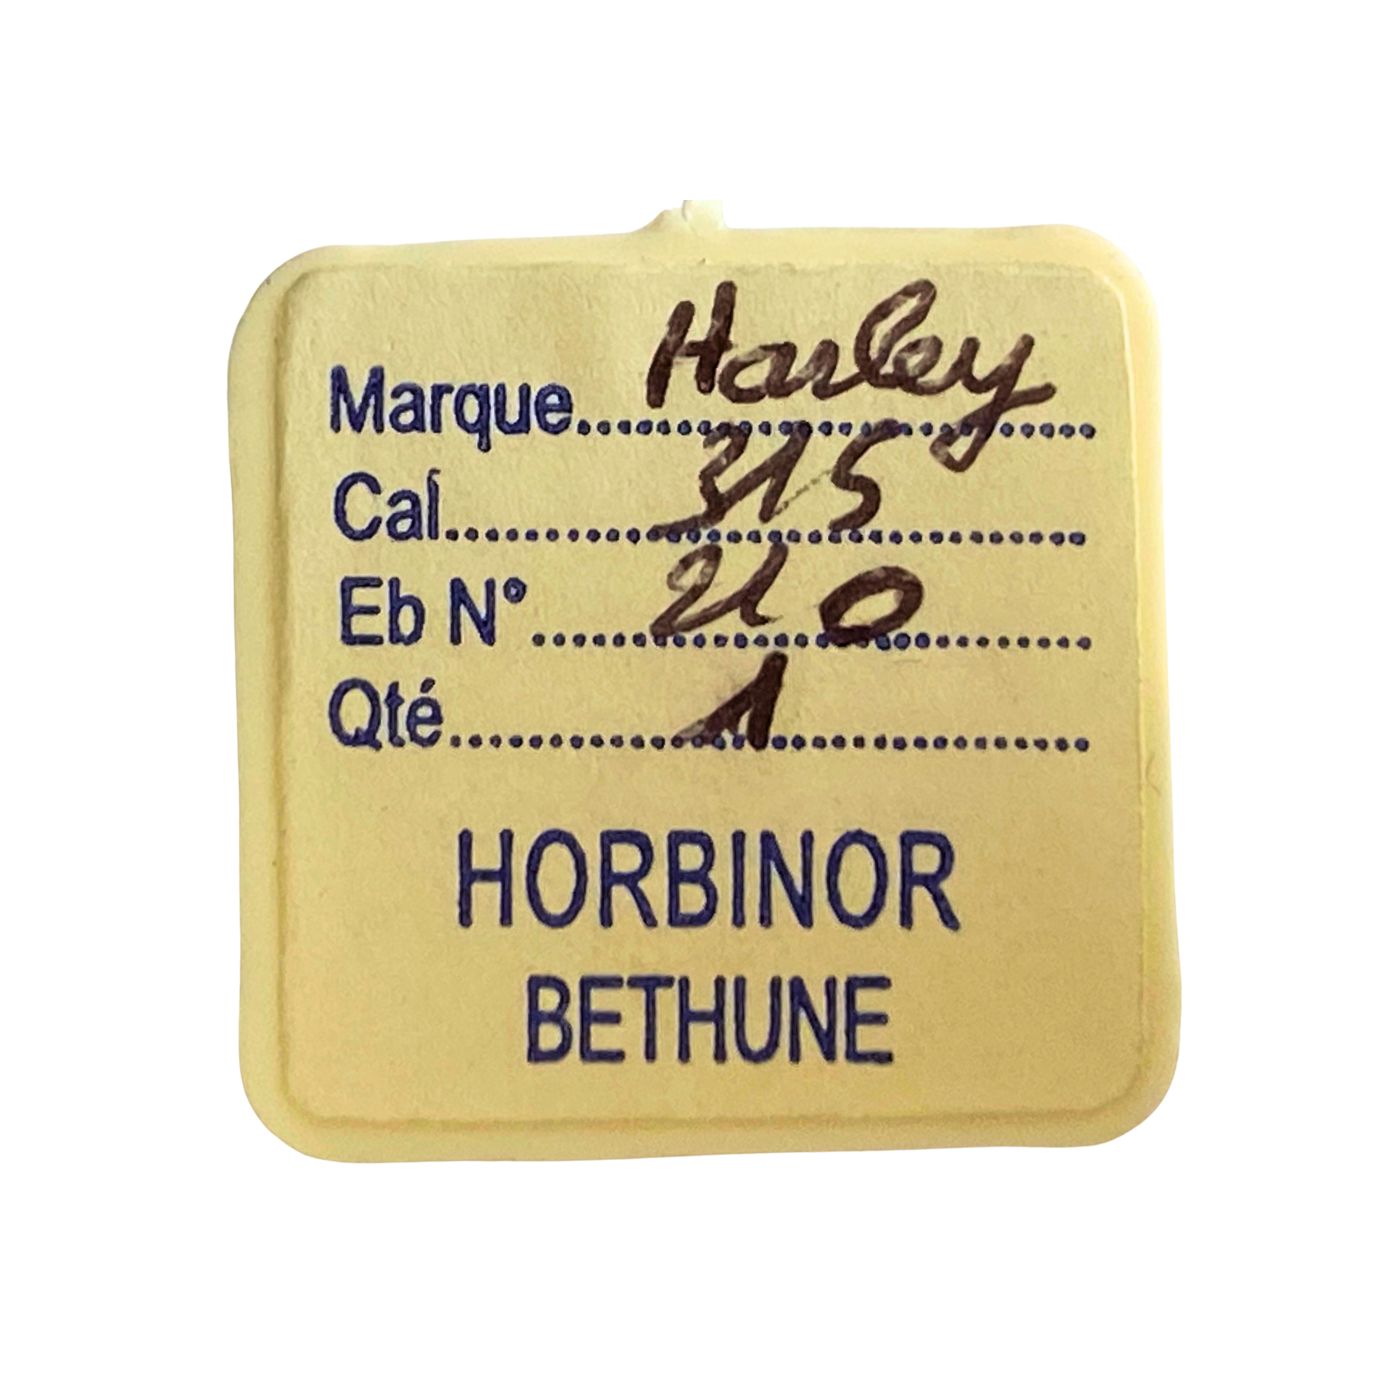 Marque Harley
Cal 315
Eb N° 210
Qté 1
HORBINOR
BETHUNE